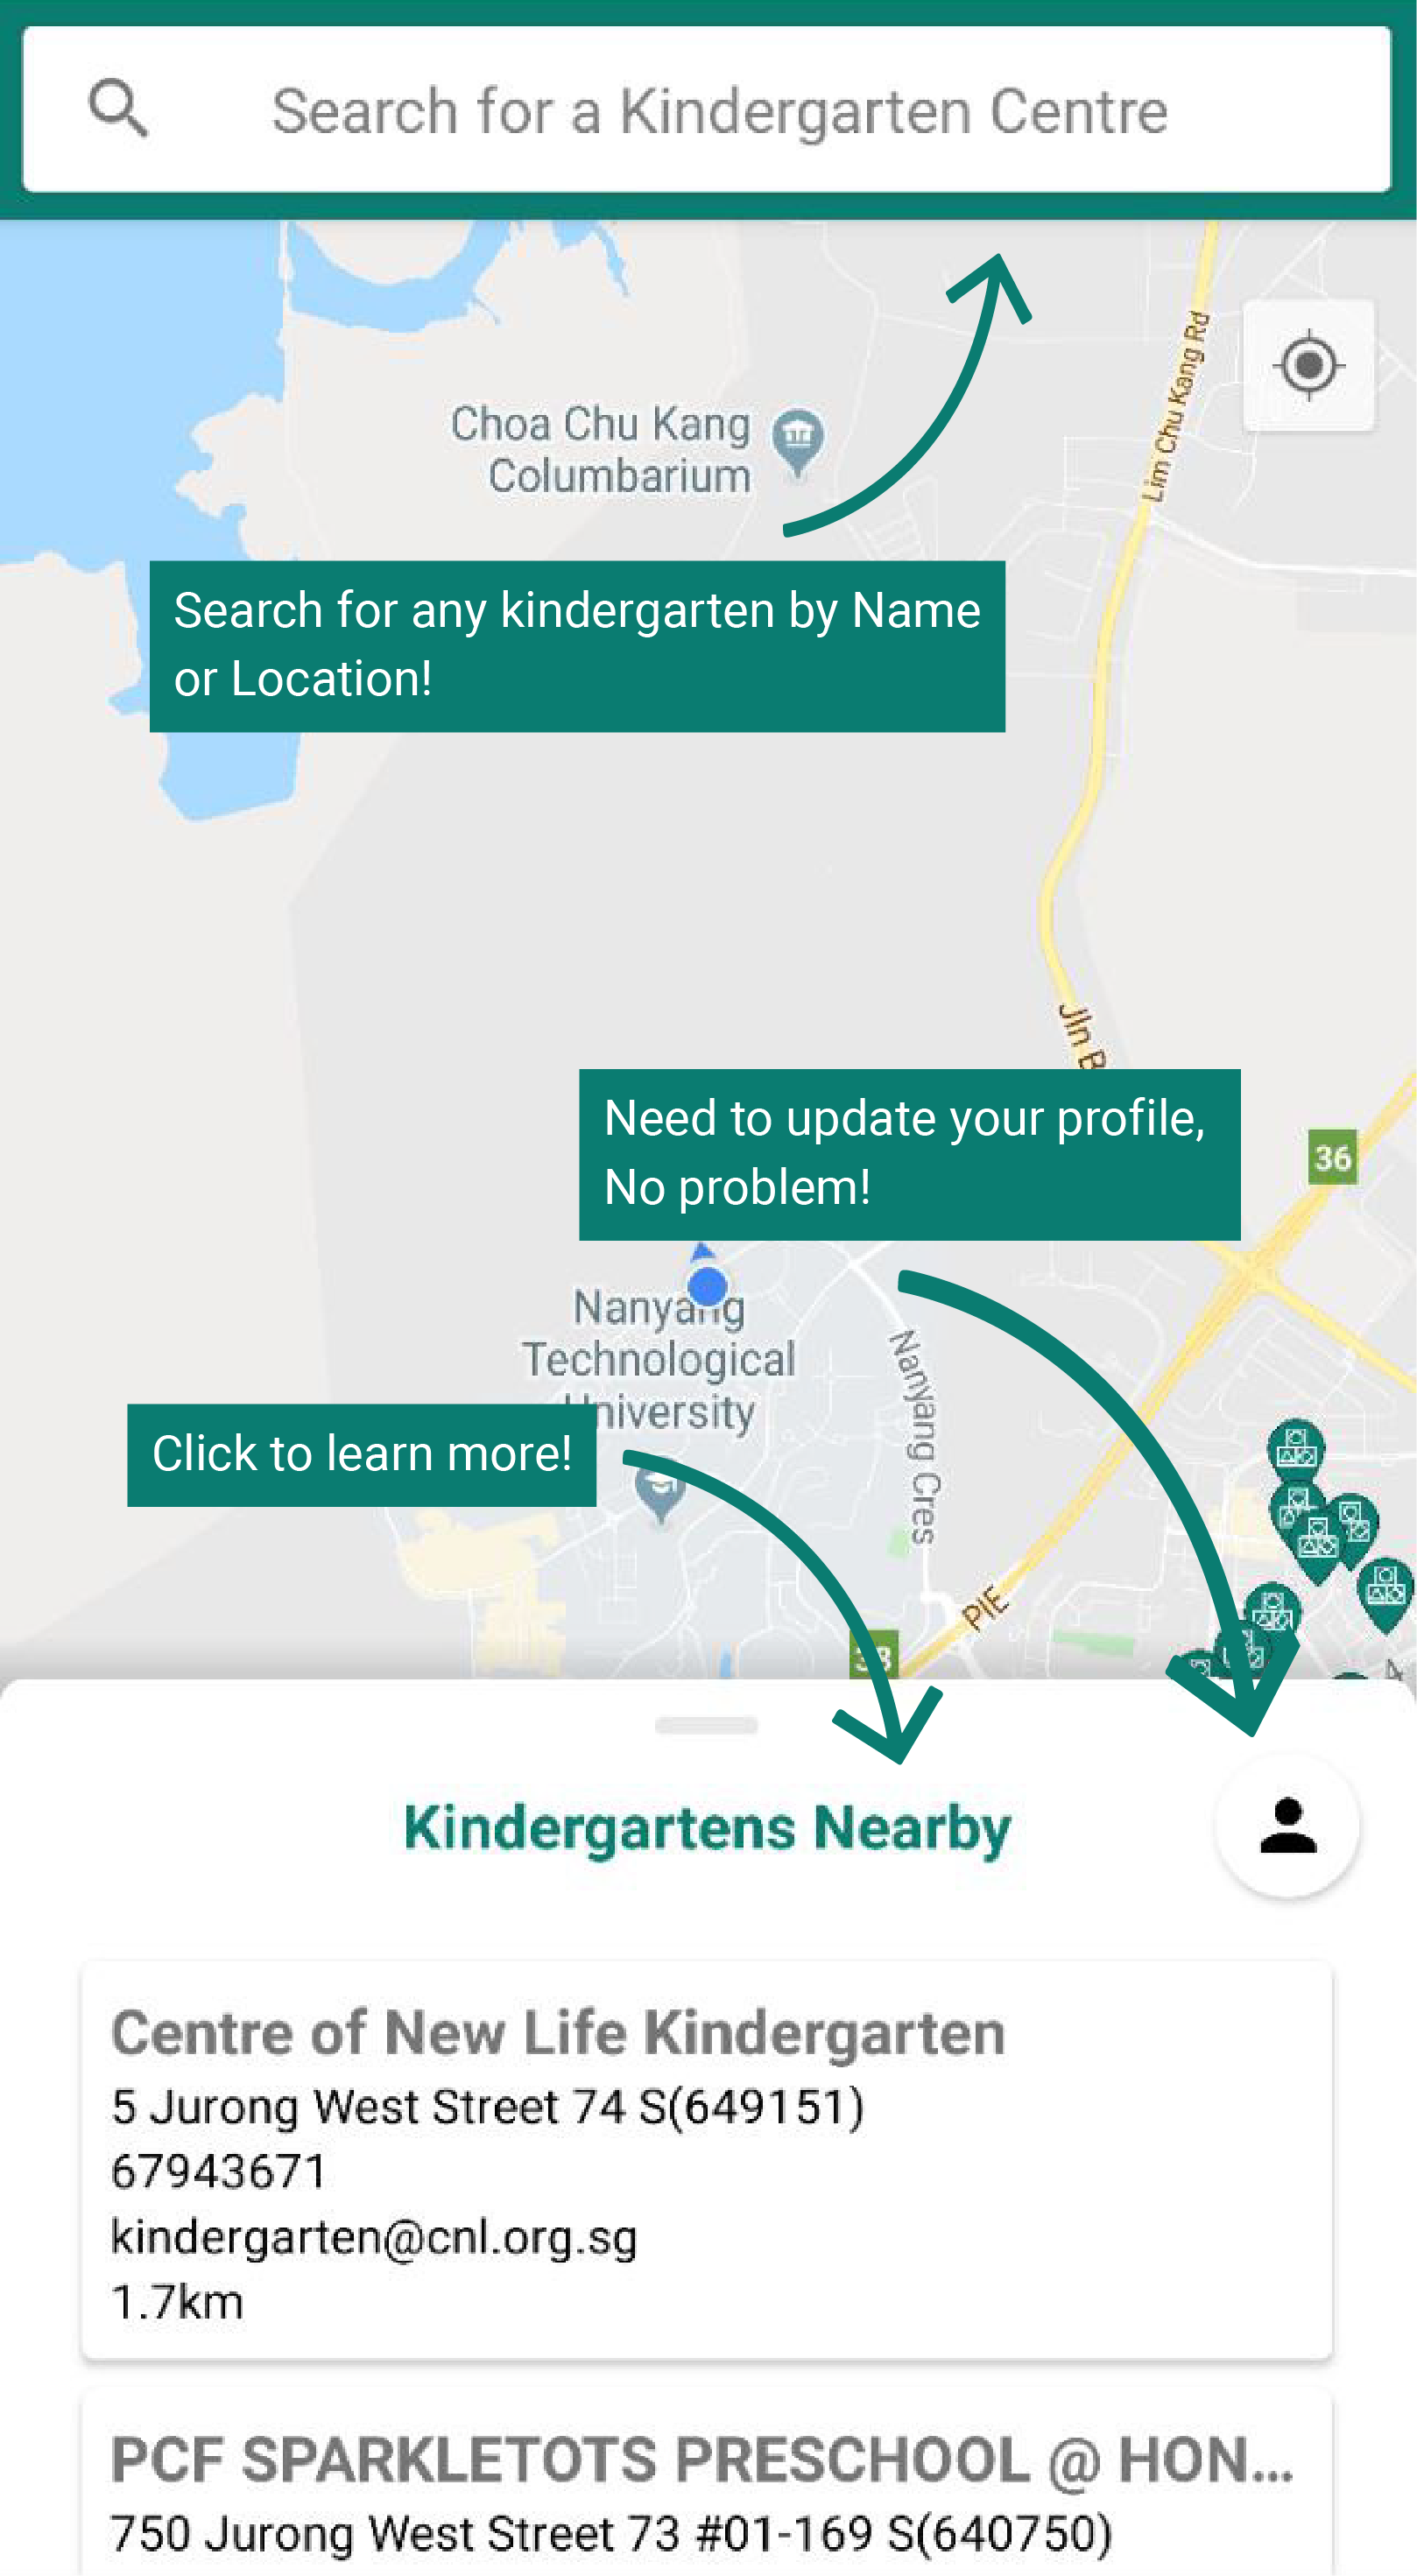 Search for a Kindergarten Centre
Lim Chu Kang Rd
Choa Chu Kang
Columbarium
Search for any kindergarten by Name
or Location!
Jln B
Need to update your profile,
No problem!
36
Nanyang
Technological
University
Nanyang Cres
Click to learn more!
PIE
38
Kindergartens Nearby
Centre of New Life Kindergarten
5 Jurong West Street 74 S(649151)
67943671
kindergarten@cnl.org.sg
1.7km
PCF SPARKLETOTS PRESCHOOL @ HON...
750 Jurong West Street 73 #01-169 S(640750)